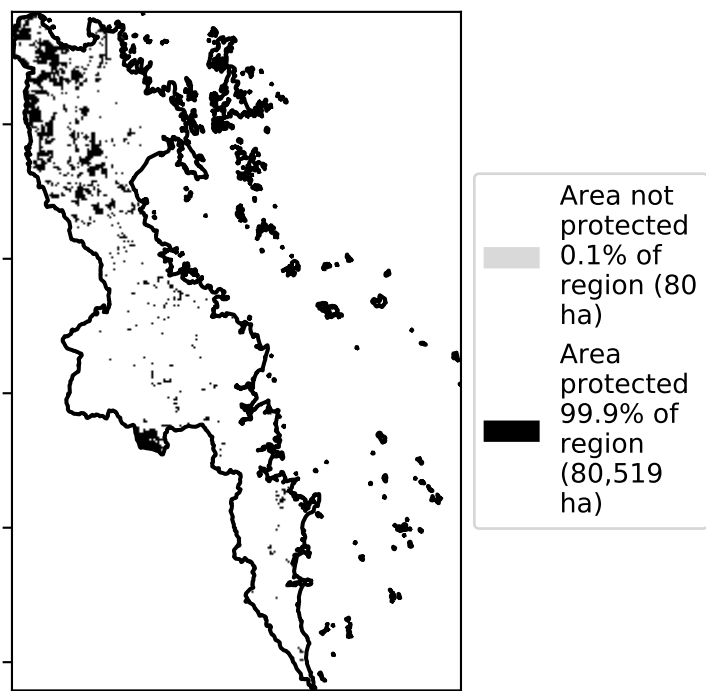 Area not
protected
0.1% of
region (80
ha)
Area
protected
99.9% of
region
(80,519
ha)